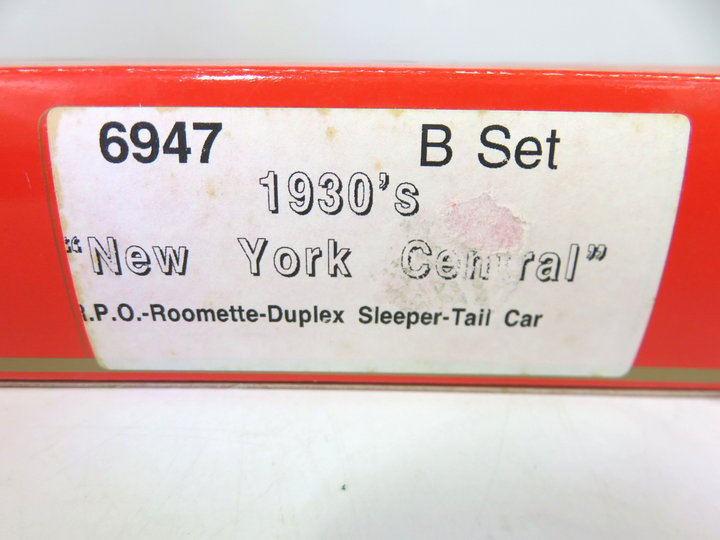 6947 B Set
1930's
"New York Central"
R.P.O.-Roomette-Duplex Sleeper-Tail Car